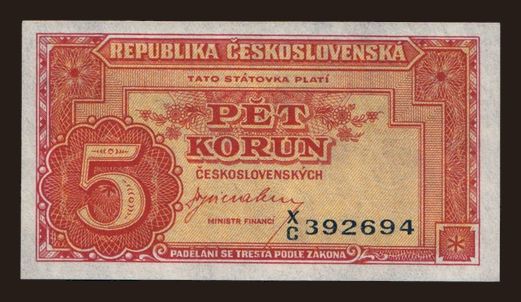 REPUBLIKA ČESKOSLOVENSKÁ
TATO STÁTOVKA PLATÍ
PĚT
KORUN
ČESKOSLOVENSKÝCH
5
MINISTR FINANCÍ
X/C 392694
PADĚLÁNÍ SE TRESTÁ PODLE ZÁKONA